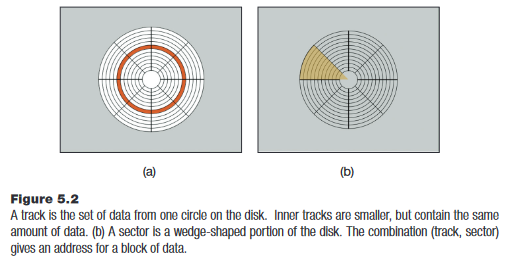 (a)
(b)
Figure 5.2
A track is the set of data from one circle on the disk. Inner tracks are smaller, but contain the same
amount of data. (b) A sector is a wedge-shaped portion of the disk. The combination (track, sector)
gives an address for a block of data.